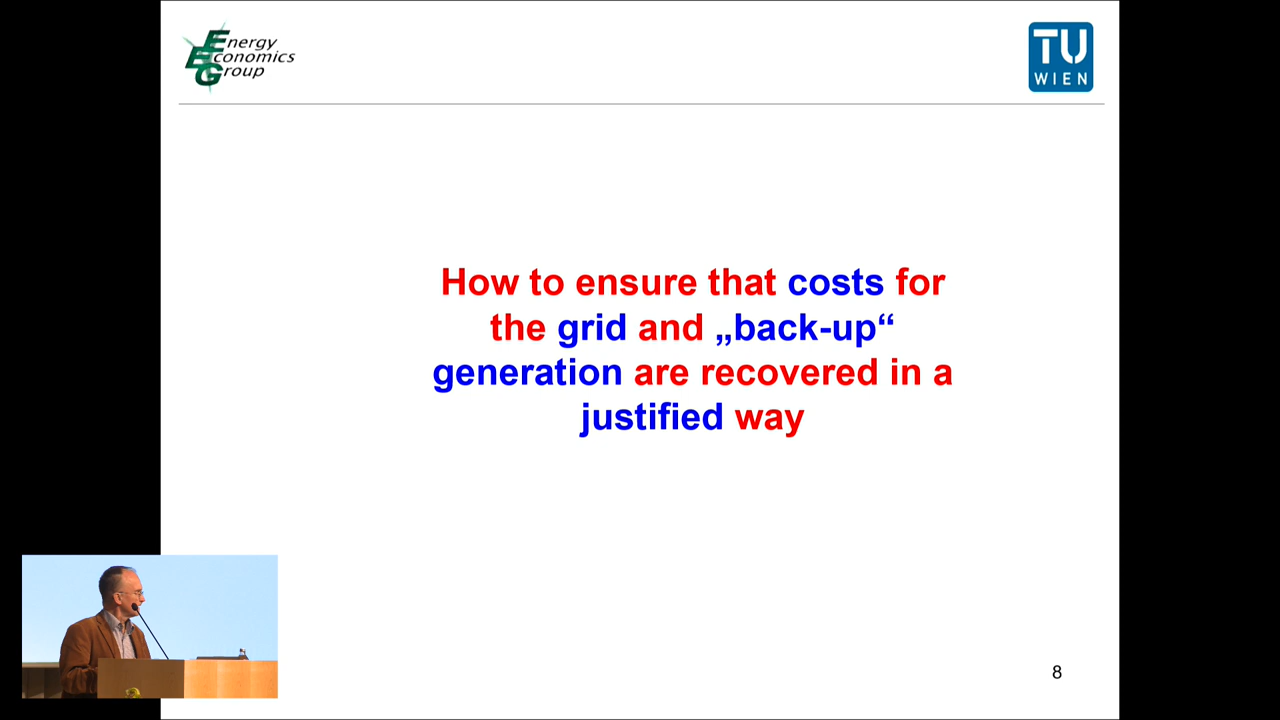 Energy
Economics
Group
EEG
TU
WIEN
How to ensure that costs for
the grid and „back-up“
generation are recovered in a
justified way
8